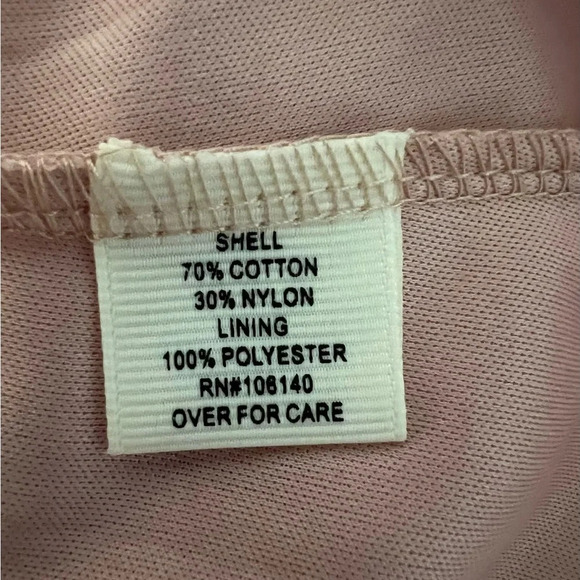 SHELL
70% COTTON
30% NYLON
LINING
100% POLYESTER
RN#106140
OVER FOR CARE